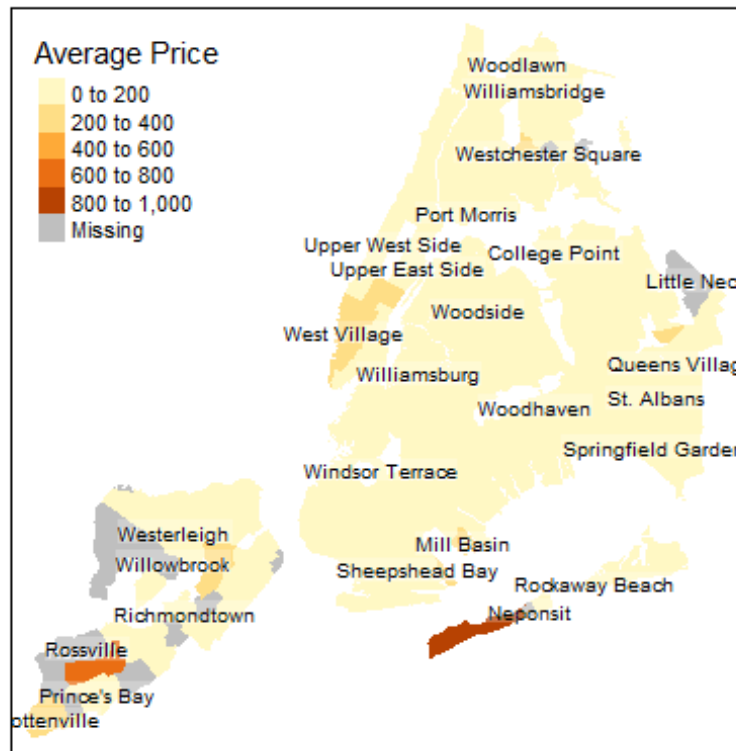 Average Price
0 to 200
200 to 400
400 to 600
600 to 800
800 to 1,000
Missing
Woodlawn
Williamsbridge
Westchester Square
Port Morris
Upper West Side
College Point
Upper East Side
Little Nec
Woodside
West Village
Queens Villag
Williamsburg
St. Albans
Woodhaven
Springfield Garden
Windsor Terrace
Westerleigh
Mill Basin
Willowbrook
Sheepshead Bay
Rockaway Beach
Richmondtown
Neponsit
Rossville
Prince's Bay
ottenville